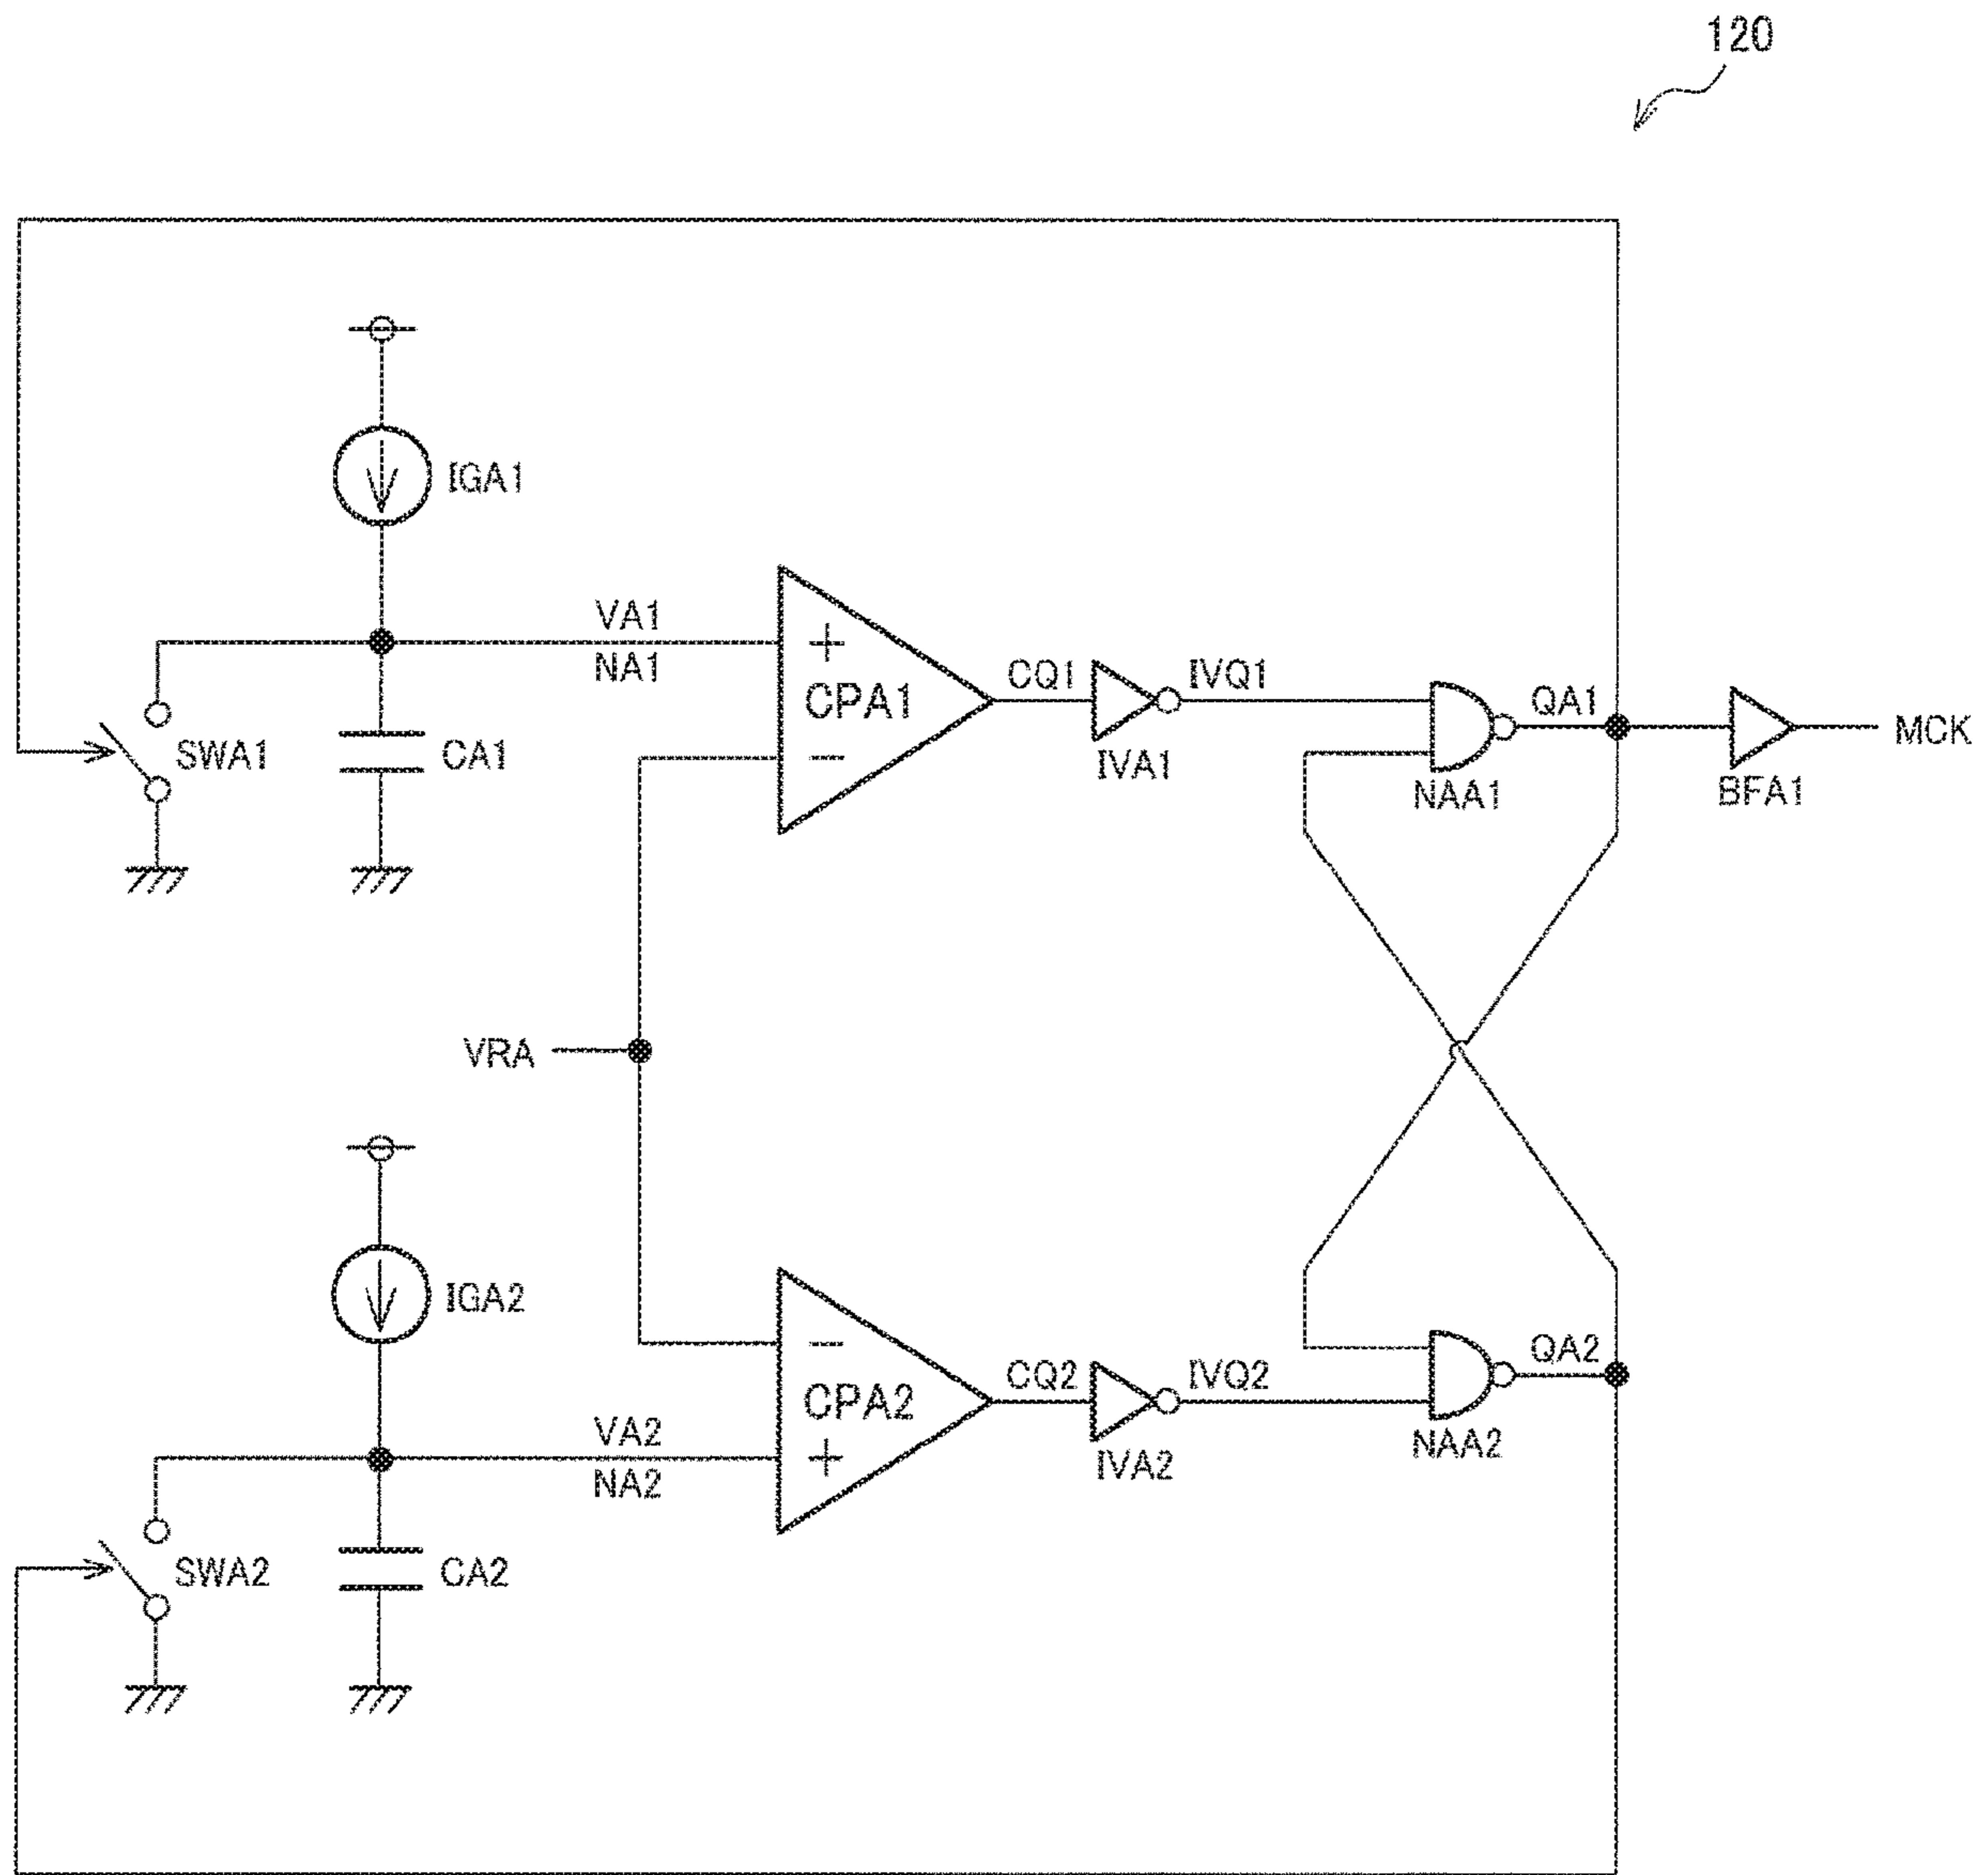 120
IGA1
VA1
NA1
+
CPA1
−
CQ1
IVQ1
IVA1
QA1
NAA1
MCK
BFA1
SWA1
CA1
VRA
IGA2
−
CPA2
+
CQ2
IVQ2
IVA2
QA2
NAA2
VA2
NA2
SWA2
CA2